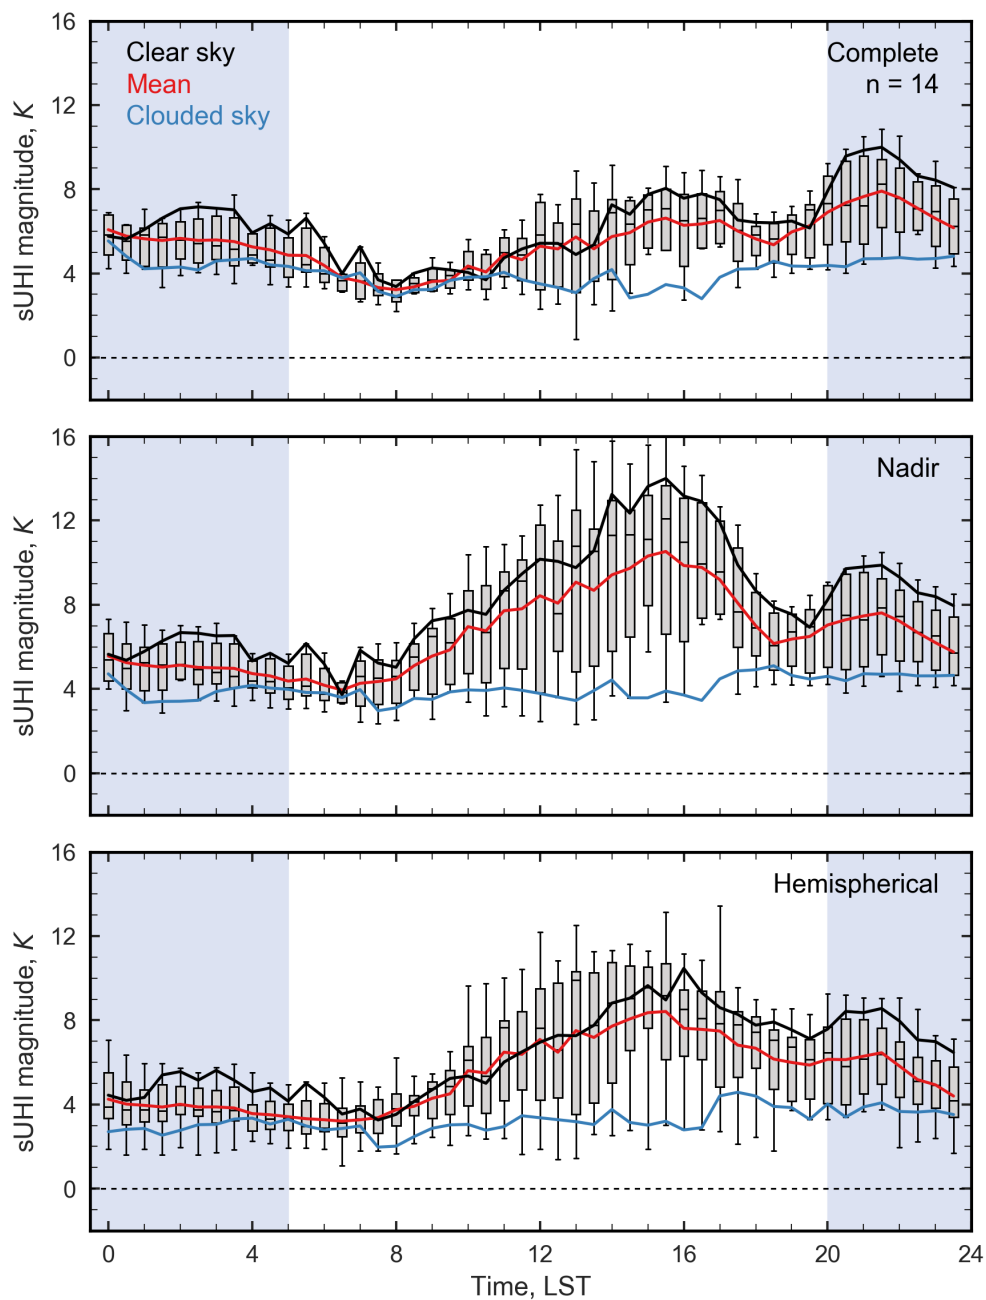 16
Clear sky
Complete
Mean
n = 14
12
Clouded sky
8
4
0
sUHI magnitude, K
16
Nadir
12
8
4
0
sUHI magnitude, K
16
Hemispherical
12
8
4
0
sUHI magnitude, K
0 4 8 12 16 20 24
Time, LST